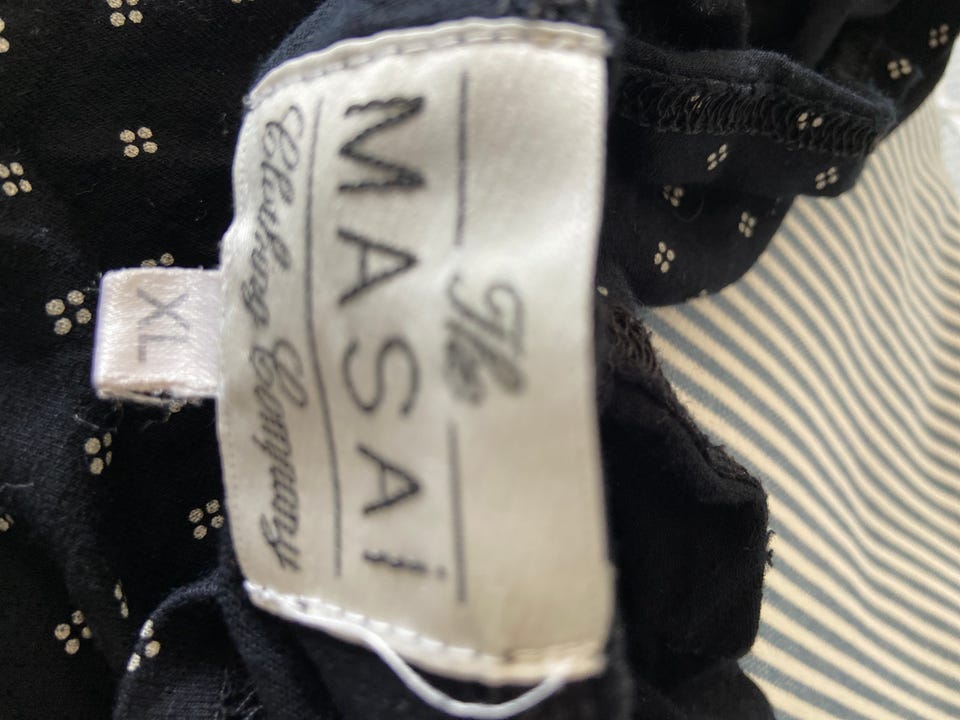 The
MASAi
Clothing Company
XL